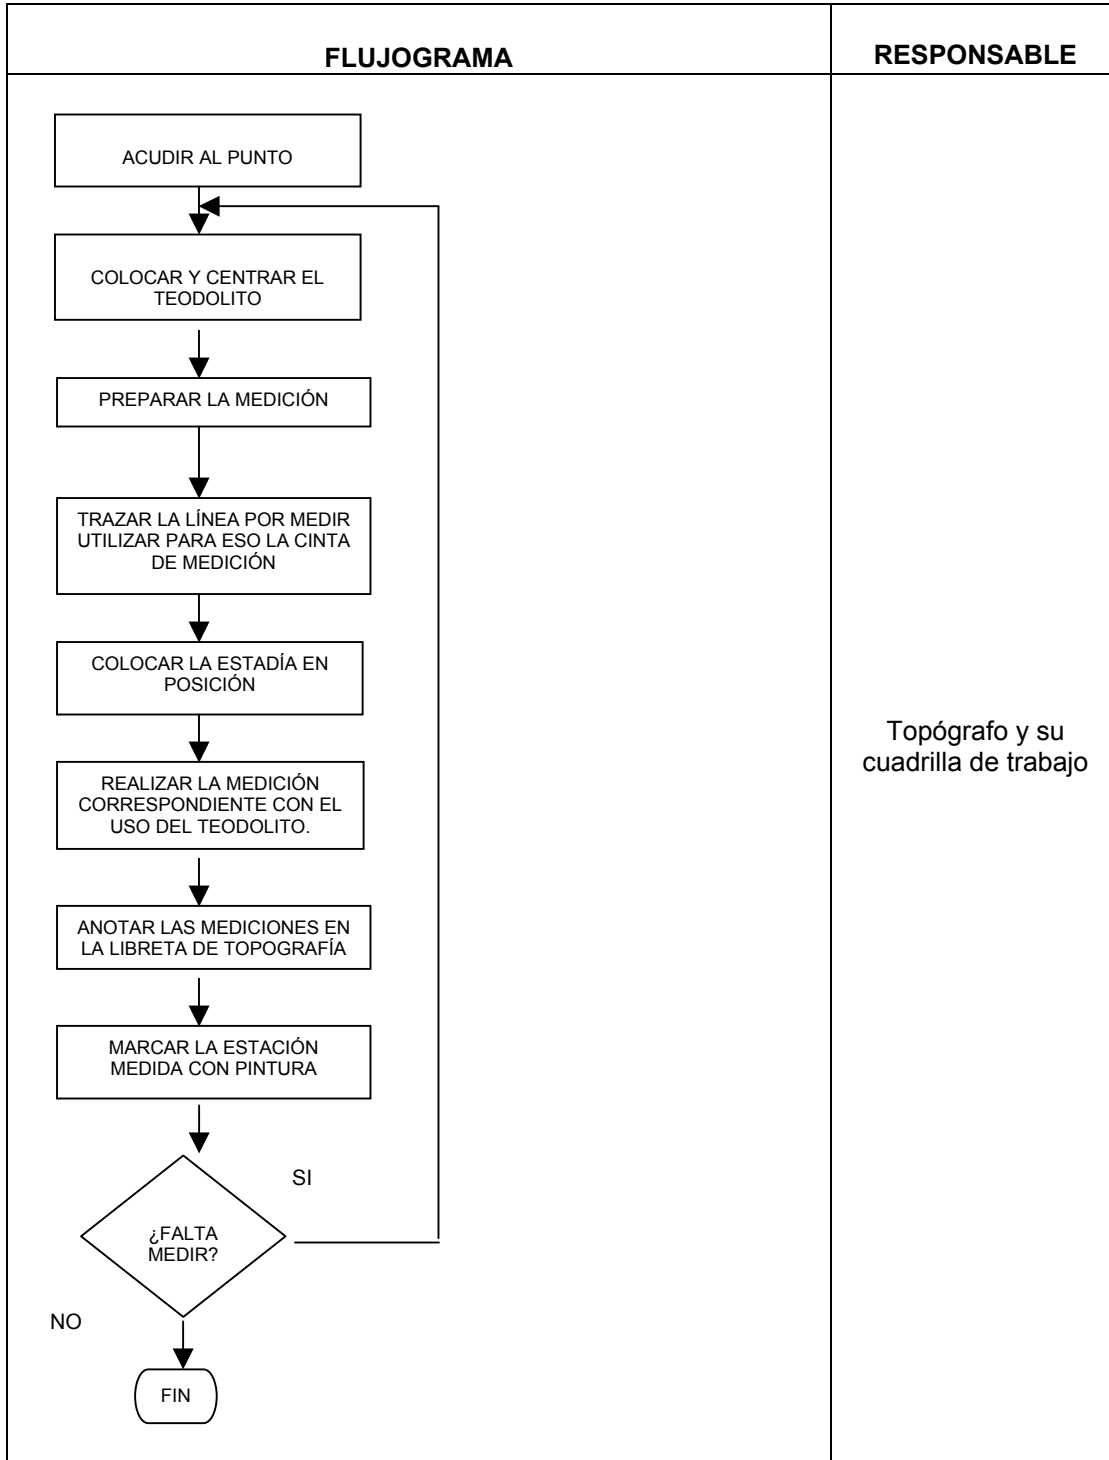 FLUJOGRAMA
RESPONSABLE
ACUDIR AL PUNTO
COLOCAR Y CENTRAR EL
TEODOLITO
PREPARAR LA MEDICIÓN
TRAZAR LA LÍNEA POR MEDIR
UTILIZAR PARA ESO LA CINTA
DE MEDICIÓN
COLOCAR LA ESTADÍA EN
POSICIÓN
REALIZAR LA MEDICIÓN
CORRESPONDIENTE CON EL
USO DEL TEODOLITO.
ANOTAR LAS MEDICIONES EN
LA LIBRETA DE TOPOGRAFÍA
MARCAR LA ESTACIÓN
MEDIDA CON PINTURA
SI
¿FALTA
MEDIR?
NO
FIN
Topógrafo y su
cuadrilla de trabajo